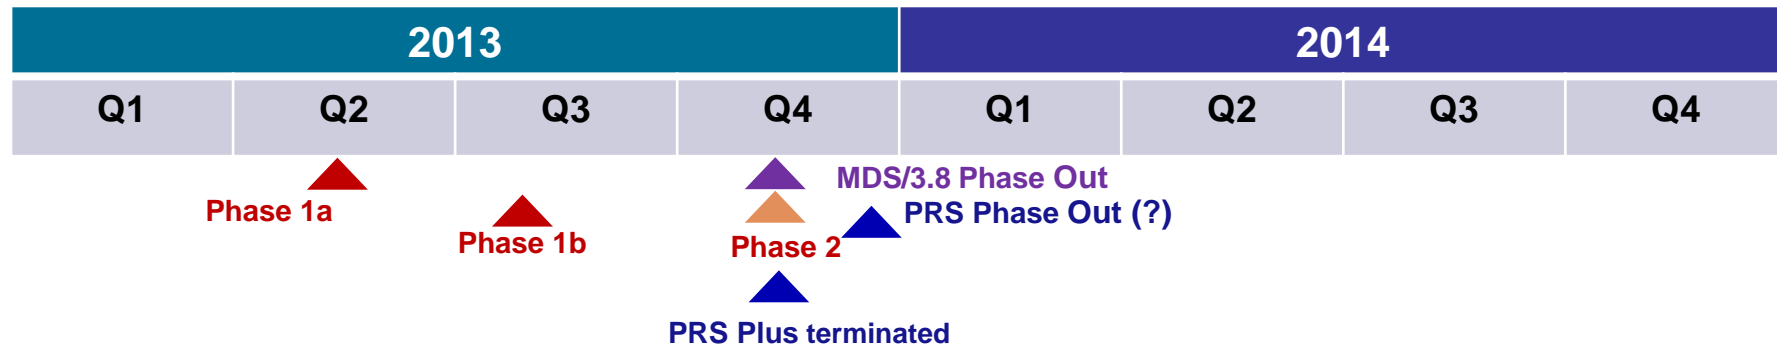 2013 2014
Q1 Q2 Q3 Q4 Q1 Q2 Q3 Q4
MDS/3.8 Phase Out
Phase 1a
PRS Phase Out (?)
Phase 1b
Phase 2
PRS Plus terminated